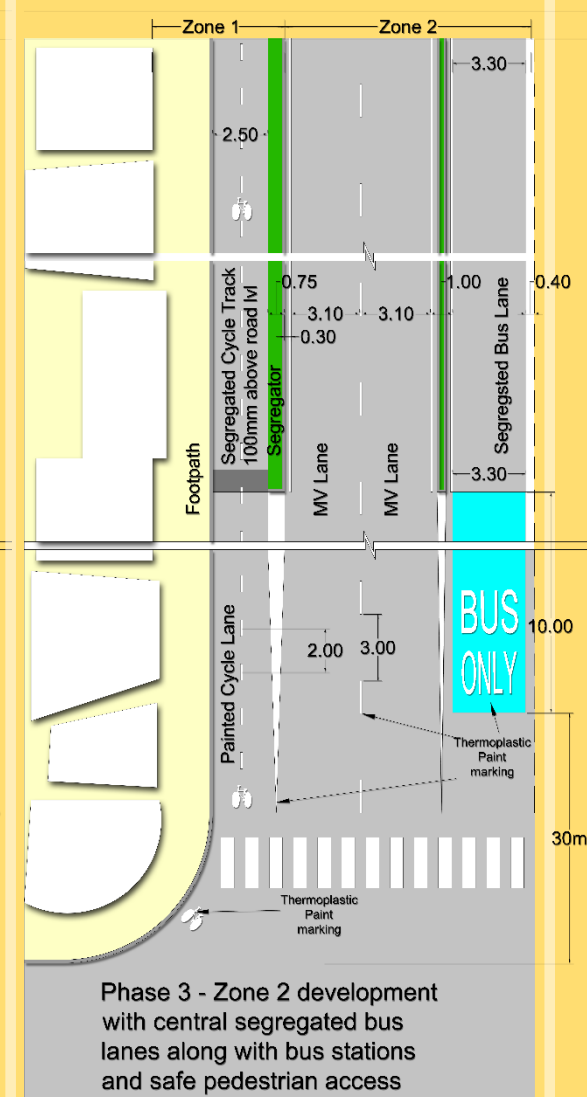 Zone 1
Zone 2
3.30
2.50
0.75
1.00
0.40
3.10
3.10
0.30
Segregated Cycle Track
100mm above road lvl
Segregator
Segregsted Bus Lane
Footpath
MV Lane
MV Lane
3.30
BUS
ONLY
10.00
Painted Cycle Lane
2.00
3.00
Thermoplastic
Paint
marking
30m
Thermoplastic
Paint
marking
Phase 3 - Zone 2 development
with central segregated bus
lanes along with bus stations
and safe pedestrian access